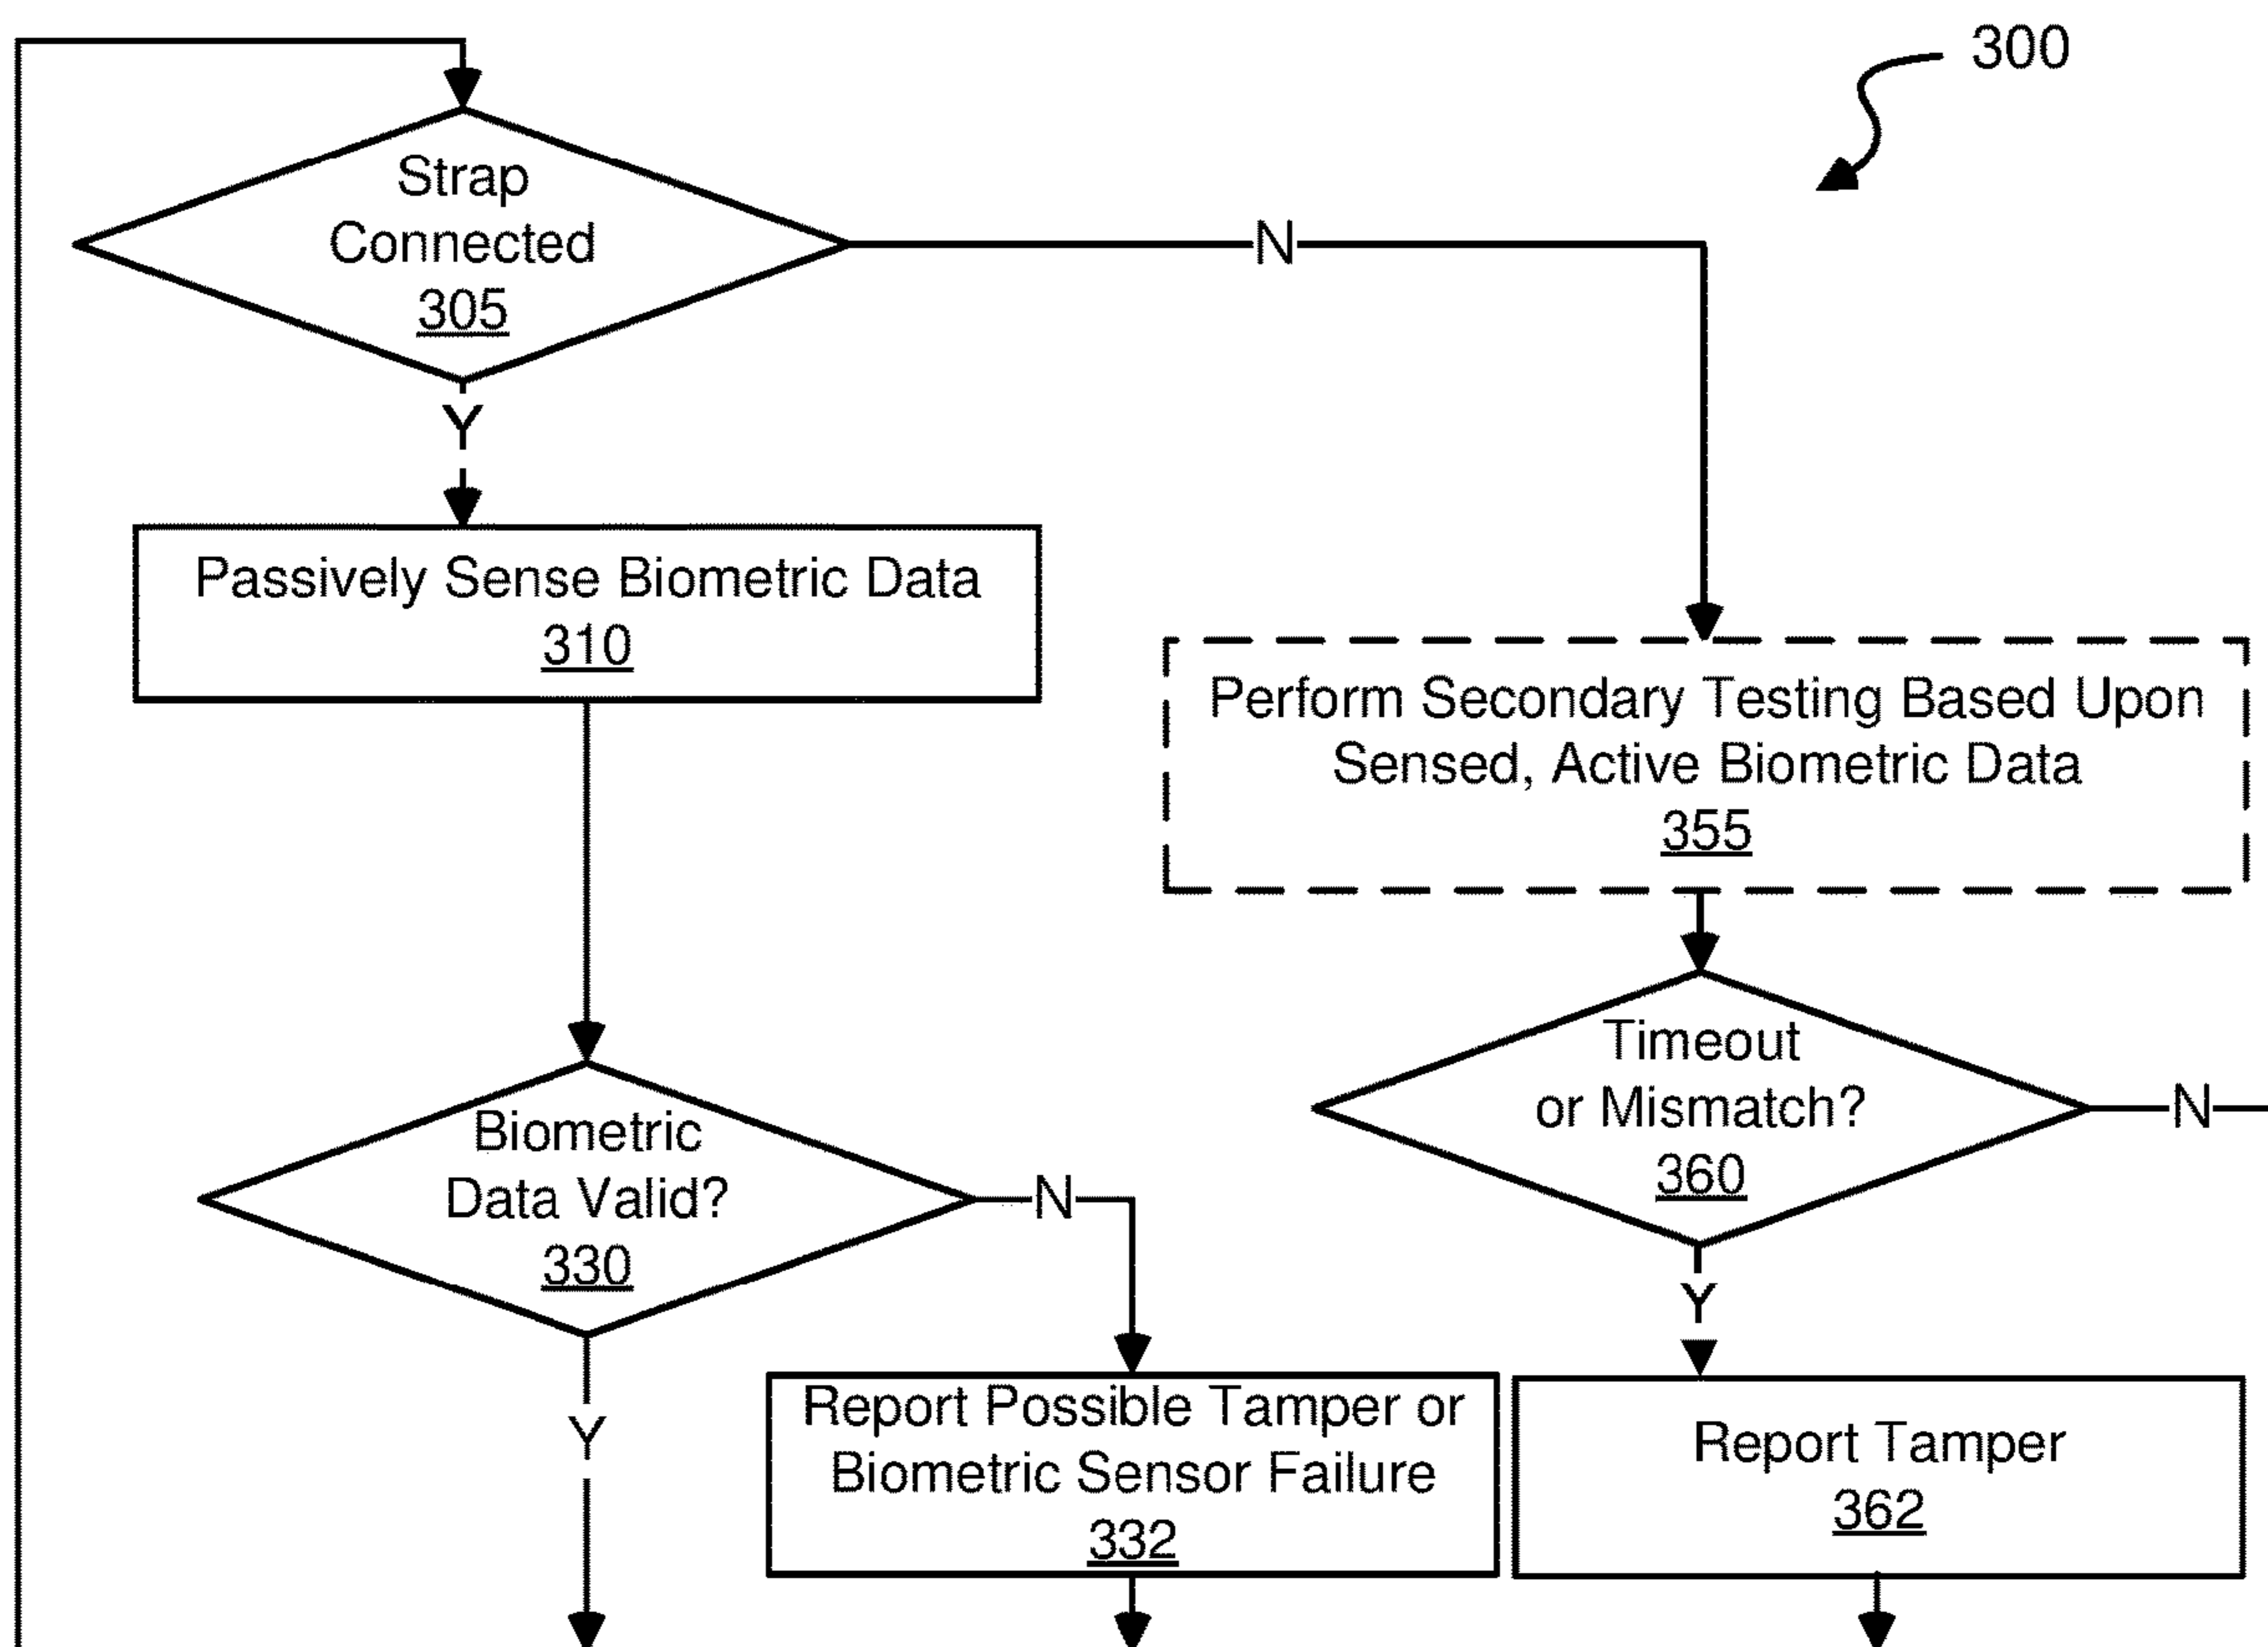 300
Strap
Connected
305
N
Y
Passively Sense Biometric Data
310
Perform Secondary Testing Based Upon
Sensed, Active Biometric Data
355
Timeout
or Mismatch?
360
N
Biometric
Data Valid?
330
N
Y
Y
Report Possible Tamper or
Biometric Sensor Failure
332
Report Tamper
362